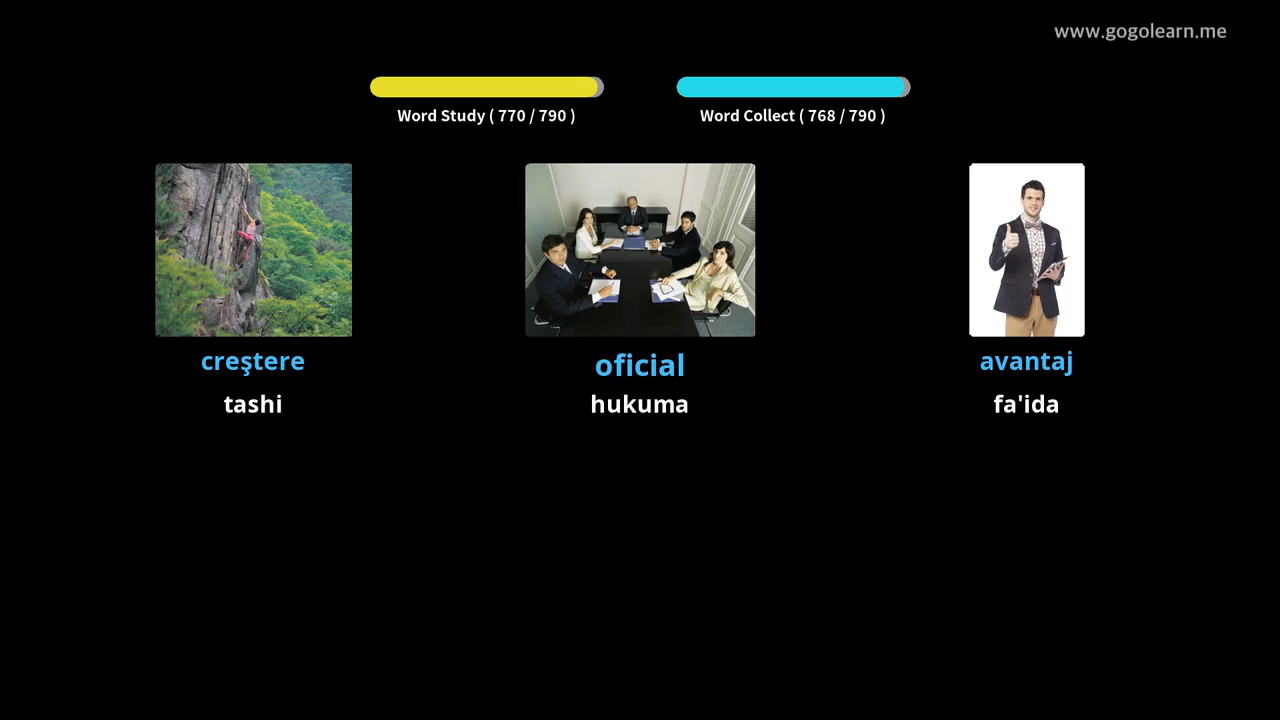 www.gogolearn.me
Word Study ( 770 / 790 )
Word Collect ( 768 / 790 )
creştere
oficial
avantaj
tashi
hukuma
fa'ida